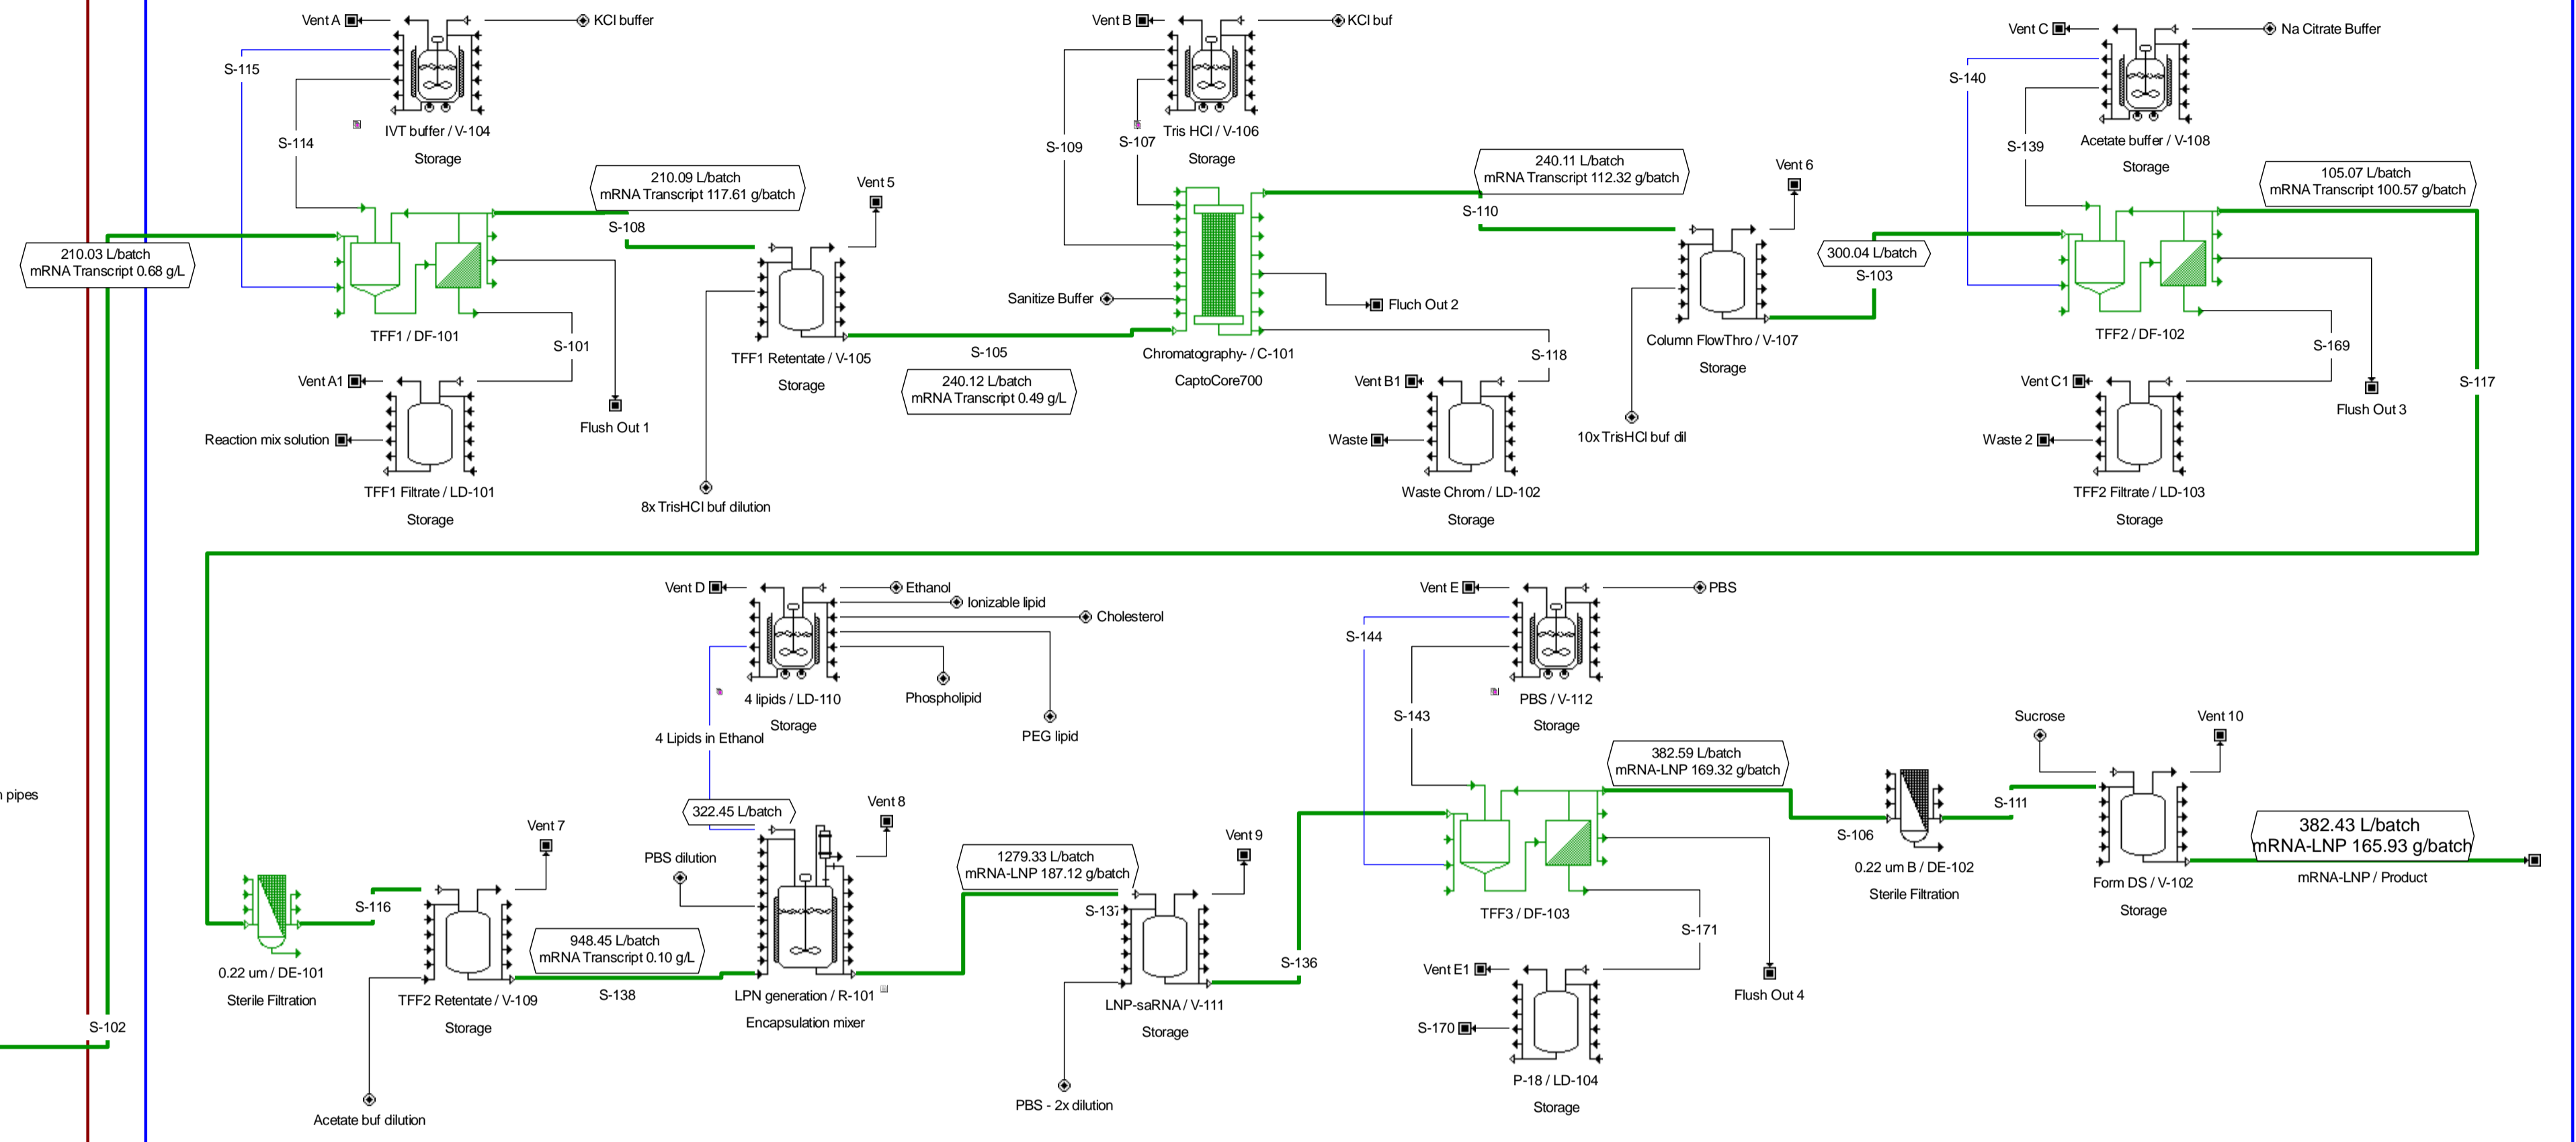 Vent A
KCl buffer
S-115
S-114
IVT buffer / V-104
Storage
210.03 L/batch
mRNA Transcript 0.68 g/L
210.09 L/batch
mRNA Transcript 117.61 g/batch
S-108
Vent 5
TFF1 / DF-101
S-101
Vent A1
Reaction mix solution
TFF1 Filtrate / LD-101
Storage
Flush Out 1
TFF1 Retentate / V-105
Storage
8x TrisHCl buf dilution
S-105
240.12 L/batch
mRNA Transcript 0.49 g/L
Vent B
KCl buf
S-109
S-107
Tris HCl / V-106
Storage
Sanitize Buffer
Chromatography- / C-101
CaptoCore700
240.11 L/batch
mRNA Transcript 112.32 g/batch
S-110
Fluch Out 2
S-118
Vent B1
Waste
Waste Chrom / LD-102
Storage
Vent 6
Column FlowThro / V-107
Storage
10x TrisHCl buf dil
300.04 L/batch
S-103
Vent C
Na Citrate Buffer
S-140
S-139
Acetate buffer / V-108
Storage
105.07 L/batch
mRNA Transcript 100.57 g/batch
TFF2 / DF-102
S-169
Vent C1
Waste 2
TFF2 Filtrate / LD-103
Storage
Flush Out 3
S-117
n pipes
S-102
0.22 um / DE-101
Sterile Filtration
S-116
Vent 7
TFF2 Retentate / V-109
Storage
Acetate buf dilution
948.45 L/batch
mRNA Transcript 0.10 g/L
S-138
Vent D
Ethanol
Ionizable lipid
Cholesterol
Phospholipid
PEG lipid
4 lipids / LD-110
Storage
4 Lipids in Ethanol
322.45 L/batch
PBS dilution
Vent 8
LPN generation / R-101
Encapsulation mixer
1279.33 L/batch
mRNA-LNP 187.12 g/batch
S-137
Vent 9
LNP-saRNA / V-111
Storage
PBS - 2x dilution
S-136
Vent E
PBS
S-144
S-143
PBS / V-112
Storage
382.59 L/batch
mRNA-LNP 169.32 g/batch
TFF3 / DF-103
S-171
Vent E1
S-170
P-18 / LD-104
Storage
Flush Out 4
S-106
0.22 um B / DE-102
Sterile Filtration
S-111
Sucrose
Vent 10
Form DS / V-102
Storage
382.43 L/batch
mRNA-LNP 165.93 g/batch
mRNA-LNP / Product